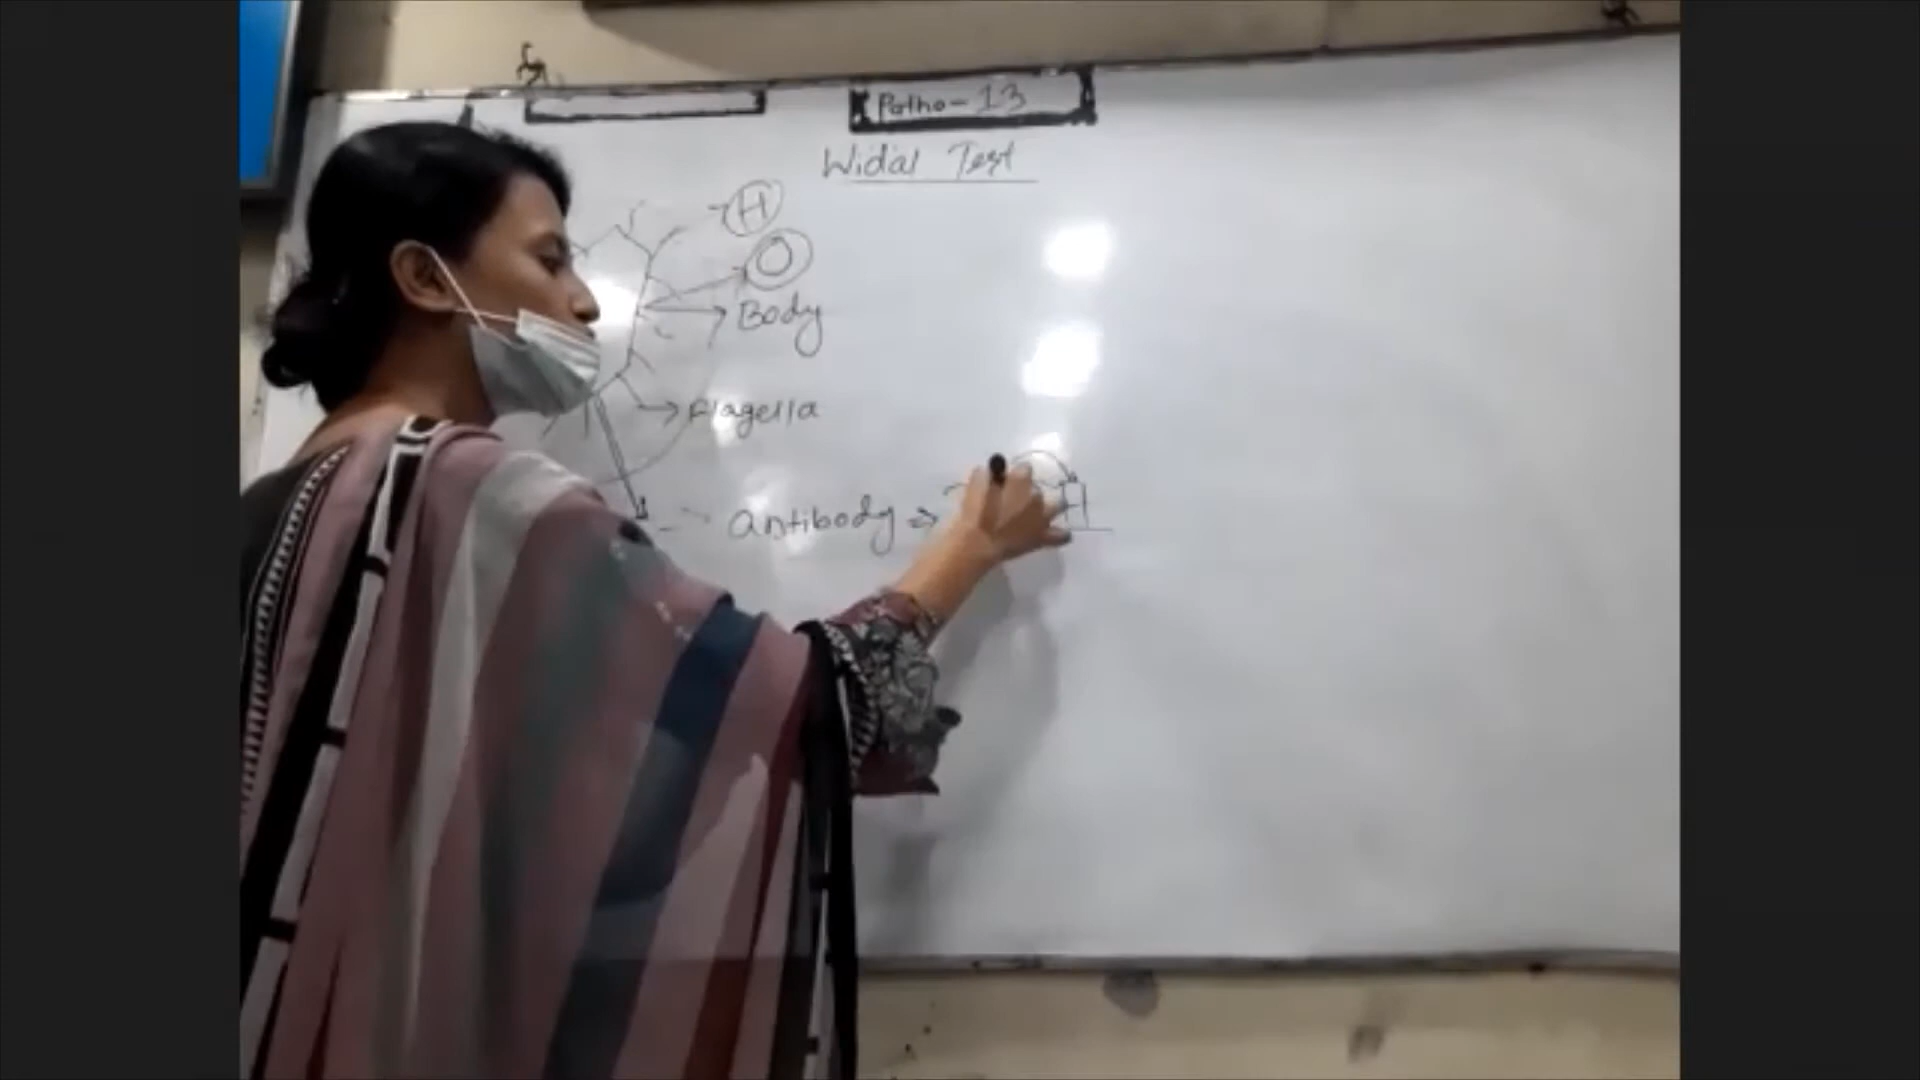 Patho-13
Widal Test
H
O
Body
Flagella
Antibody ⇒
H